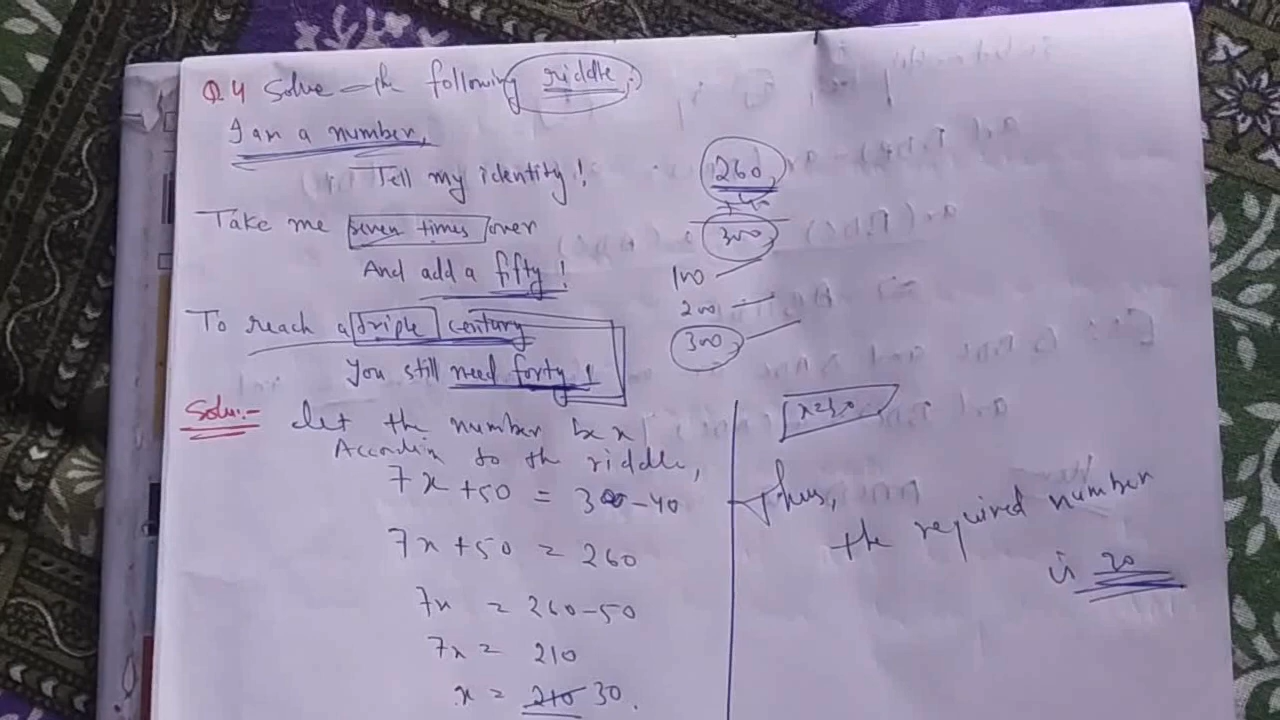 Q4 Solve the following riddle :)
I am a number,
Tell my identity!
Take me seven times over
And add a fifty!
To reach a triple century
You still need forty!
260
+40
300
100
200
300
Solu:- Let the number be x
According to the riddle,
7x + 50 = 300 - 40
7x + 50 = 260
7x = 260 - 50
7x = 210
x = 210 30.
x=30
Thus,
the required number
is 30